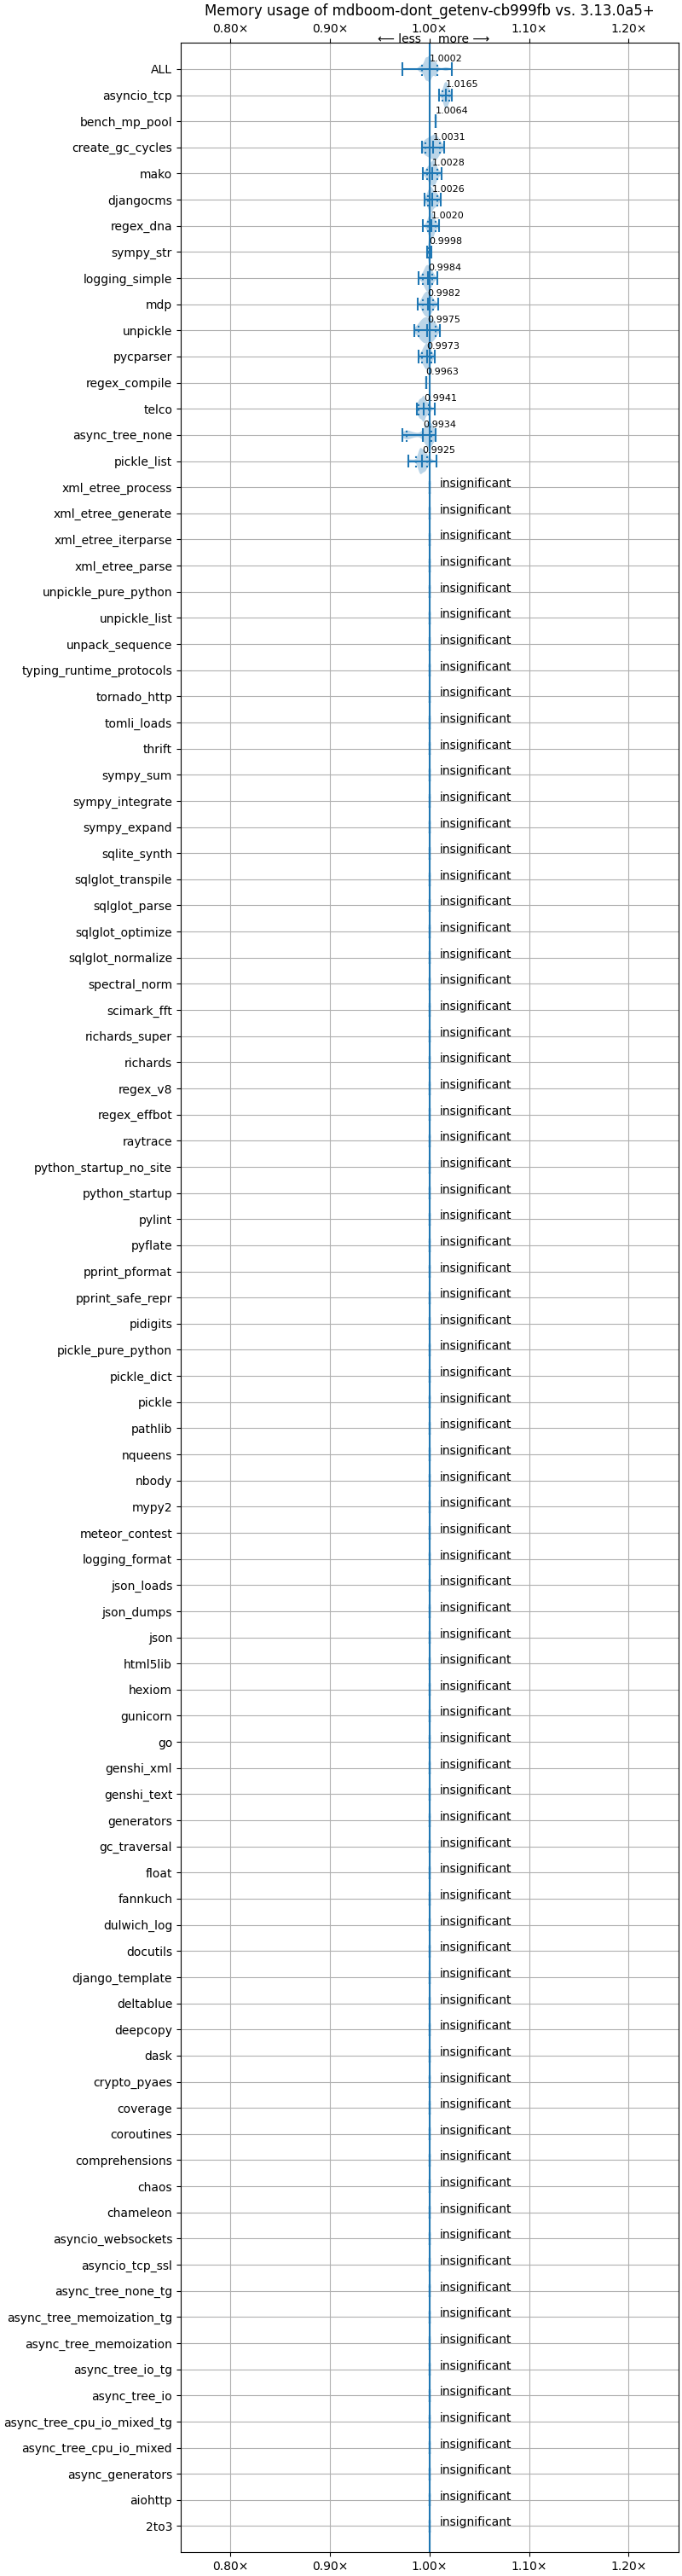 Memory usage of mdboom-dont_getenv-cb999fb vs. 3.13.0a5+
0.80× 0.90× 1.00× 1.10× 1.20×
⟵ less more ⟶
ALL 1.0002
asyncio_tcp 1.0165
bench_mp_pool 1.0064
create_gc_cycles 1.0031
mako 1.0028
djangocms 1.0026
regex_dna 1.0020
sympy_str 0.9998
logging_simple 0.9984
mdp 0.9982
unpickle 0.9975
pycparser 0.9973
regex_compile 0.9963
telco 0.9941
async_tree_none 0.9934
pickle_list 0.9925
xml_etree_process insignificant
xml_etree_generate insignificant
xml_etree_iterparse insignificant
xml_etree_parse insignificant
unpickle_pure_python insignificant
unpickle_list insignificant
unpack_sequence insignificant
typing_runtime_protocols insignificant
tornado_http insignificant
tomli_loads insignificant
thrift insignificant
sympy_sum insignificant
sympy_integrate insignificant
sympy_expand insignificant
sqlite_synth insignificant
sqlglot_transpile insignificant
sqlglot_parse insignificant
sqlglot_optimize insignificant
sqlglot_normalize insignificant
spectral_norm insignificant
scimark_fft insignificant
richards_super insignificant
richards insignificant
regex_v8 insignificant
regex_effbot insignificant
raytrace insignificant
python_startup_no_site insignificant
python_startup insignificant
pylint insignificant
pyflate insignificant
pprint_pformat insignificant
pprint_safe_repr insignificant
pidigits insignificant
pickle_pure_python insignificant
pickle_dict insignificant
pickle insignificant
pathlib insignificant
nqueens insignificant
nbody insignificant
mypy2 insignificant
meteor_contest insignificant
logging_format insignificant
json_loads insignificant
json_dumps insignificant
json insignificant
html5lib insignificant
hexiom insignificant
gunicorn insignificant
go insignificant
genshi_xml insignificant
genshi_text insignificant
generators insignificant
gc_traversal insignificant
float insignificant
fannkuch insignificant
dulwich_log insignificant
docutils insignificant
django_template insignificant
deltablue insignificant
deepcopy insignificant
dask insignificant
crypto_pyaes insignificant
coverage insignificant
coroutines insignificant
comprehensions insignificant
chaos insignificant
chameleon insignificant
asyncio_websockets insignificant
asyncio_tcp_ssl insignificant
async_tree_none_tg insignificant
async_tree_memoization_tg insignificant
async_tree_memoization insignificant
async_tree_io_tg insignificant
async_tree_io insignificant
async_tree_cpu_io_mixed_tg insignificant
async_tree_cpu_io_mixed insignificant
async_generators insignificant
aiohttp insignificant
2to3 insignificant
0.80× 0.90× 1.00× 1.10× 1.20×